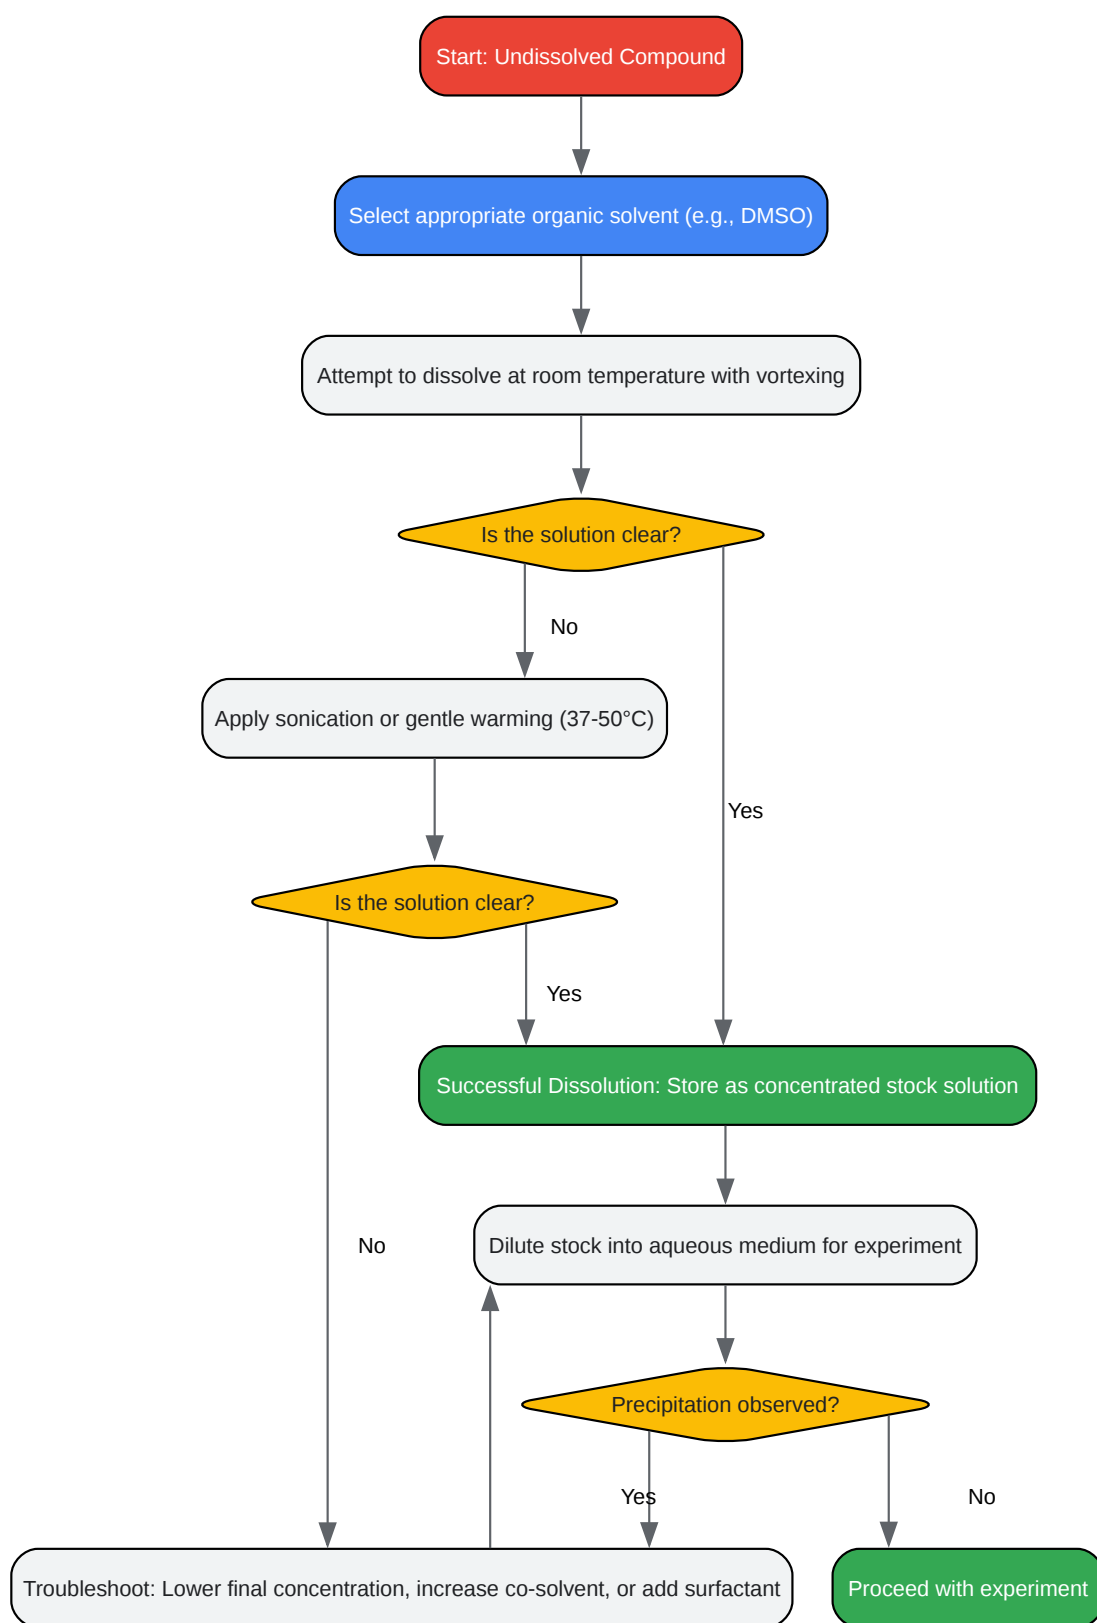 Start: Undissolved Compound
Select appropriate organic solvent (e.g., DMSO)
Attempt to dissolve at room temperature with vortexing
Is the solution clear?
No
Apply sonication or gentle warming (37-50°C)
Yes
Is the solution clear?
Yes
Successful Dissolution: Store as concentrated stock solution
No
Dilute stock into aqueous medium for experiment
Precipitation observed?
Yes
No
Troubleshoot: Lower final concentration, increase co-solvent, or add surfactant
Proceed with experiment